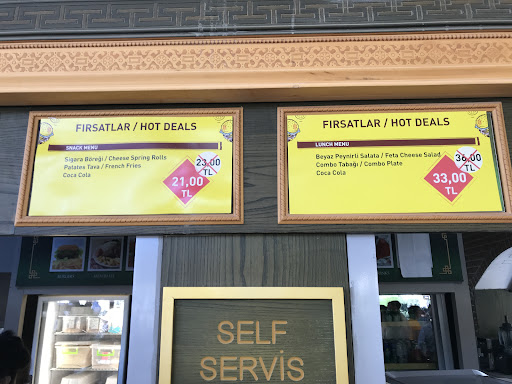 FIRSATLAR / HOT DEALS
SNACK MENU
Sigara Böreği / Cheese Spring Rolls
Patates Tava / French Fries
Coca Cola
23,00
21,00
TL
FIRSATLAR / HOT DEALS
LUNCH MENU
Beyaz Peynirli Salata / Feta Cheese Salad
Combo Tabağı / Combo Plate
Coca Cola
36,00
TL
33,00
TL
SELF
SERVİS